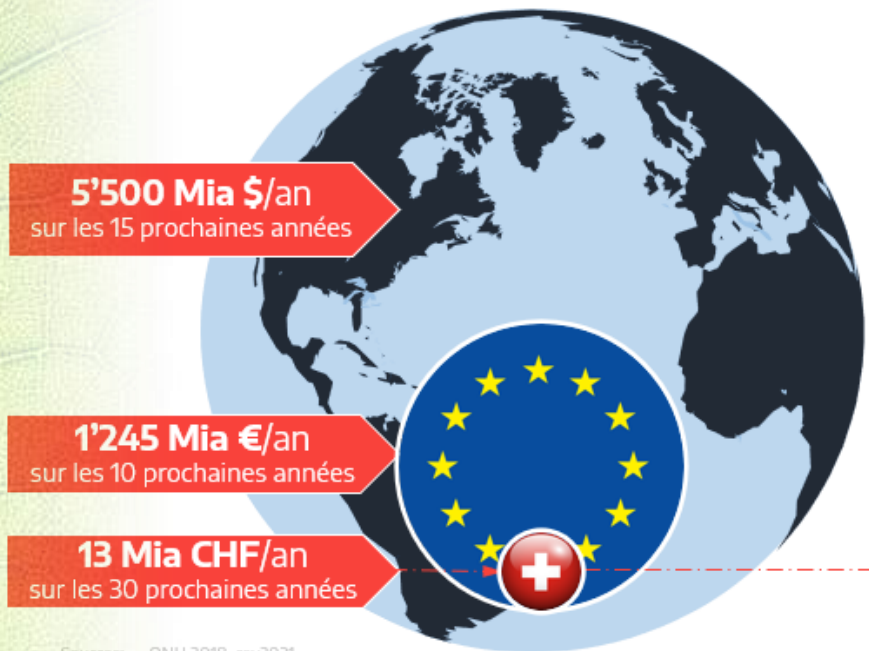 5'500 Mia $/an
sur les 15 prochaines années
1'245 Mia €/an
sur les 10 prochaines années
13 Mia CHF/an
sur les 30 prochaines années